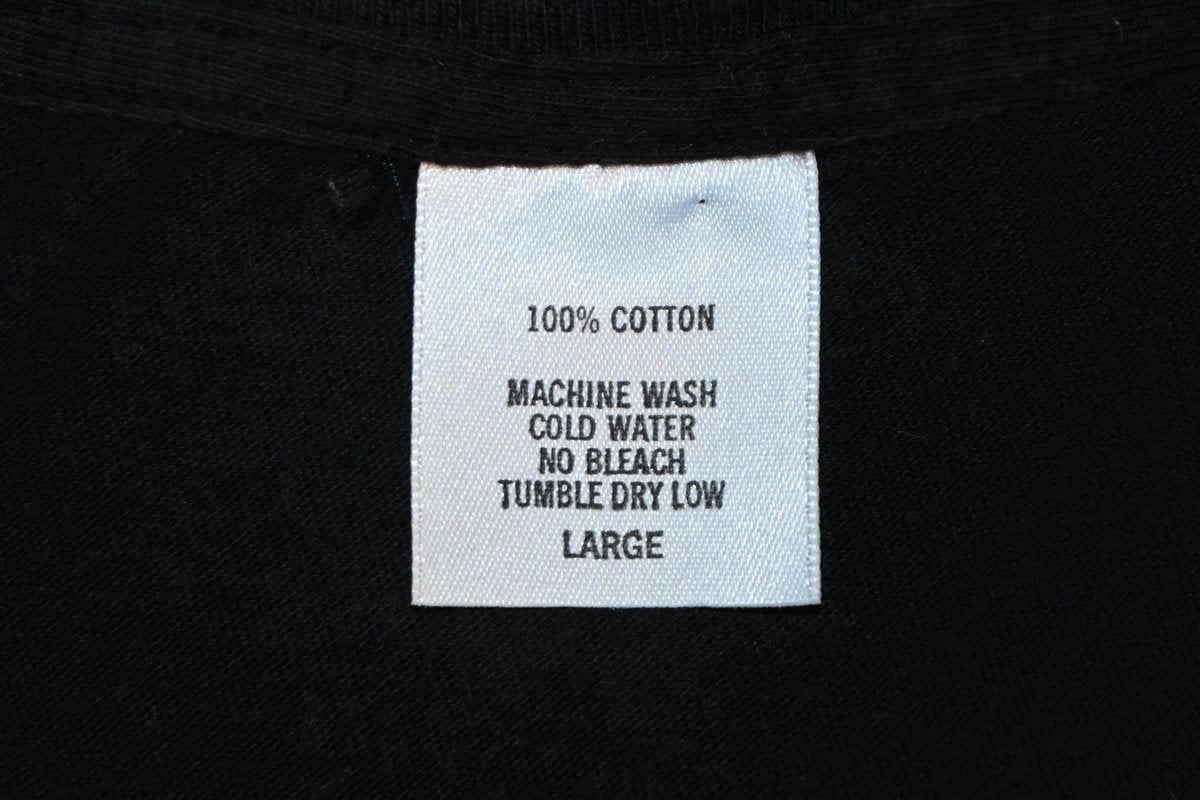 100% COTTON
MACHINE WASH
COLD WATER
NO BLEACH
TUMBLE DRY LOW
LARGE